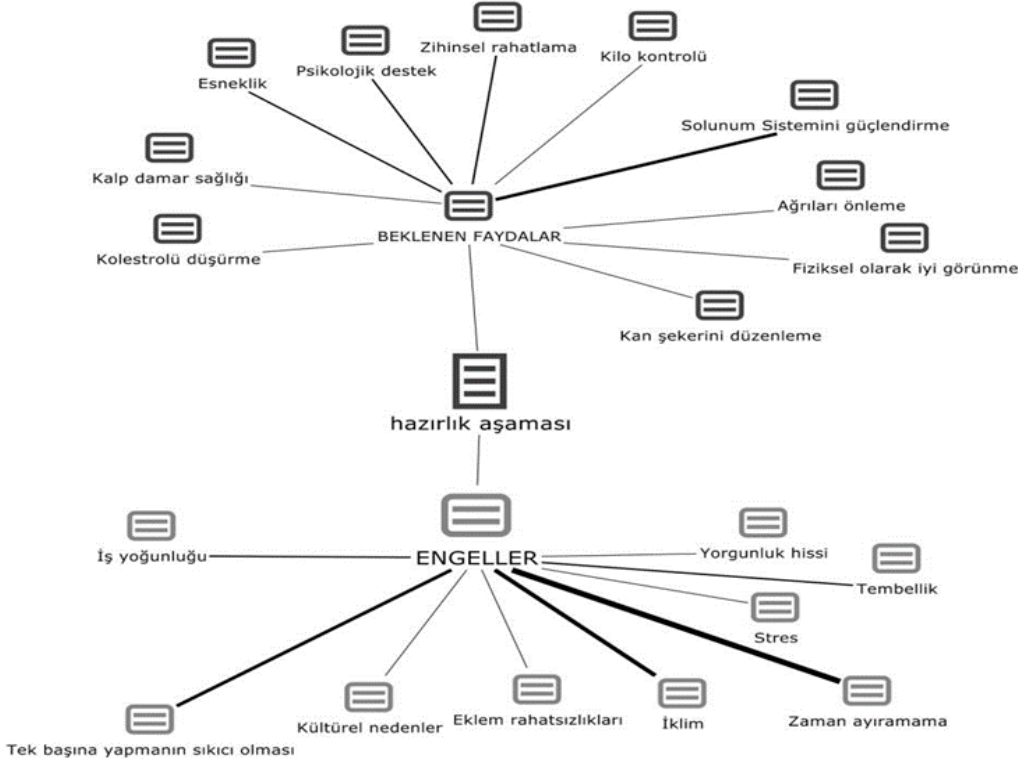 Zihinsel rahatlama
Kilo kontrolü
Psikolojik destek
Esneklik
Solunum Sistemini güçlendirme
Kalp damar sağlığı
Ağrıları önleme
BEKLENEN FAYDALAR
Kolestrolü düşürme
Fiziksel olarak iyi görünme
Kan şekerini düzenleme
hazırlık aşaması
İş yoğunluğu
ENGELLER
Yorgunluk hissi
Tembellik
Stres
Tek başına yapmanın sıkıcı olması
Kültürel nedenler
Eklem rahatsızlıkları
İklim
Zaman ayıramama